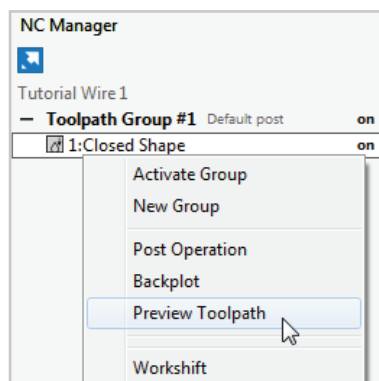 NC Manager
Tutorial Wire 1
Toolpath Group #1 Default post on
1:Closed Shape on
Activate Group
New Group
Post Operation
Backplot
Preview Toolpath
Workshift